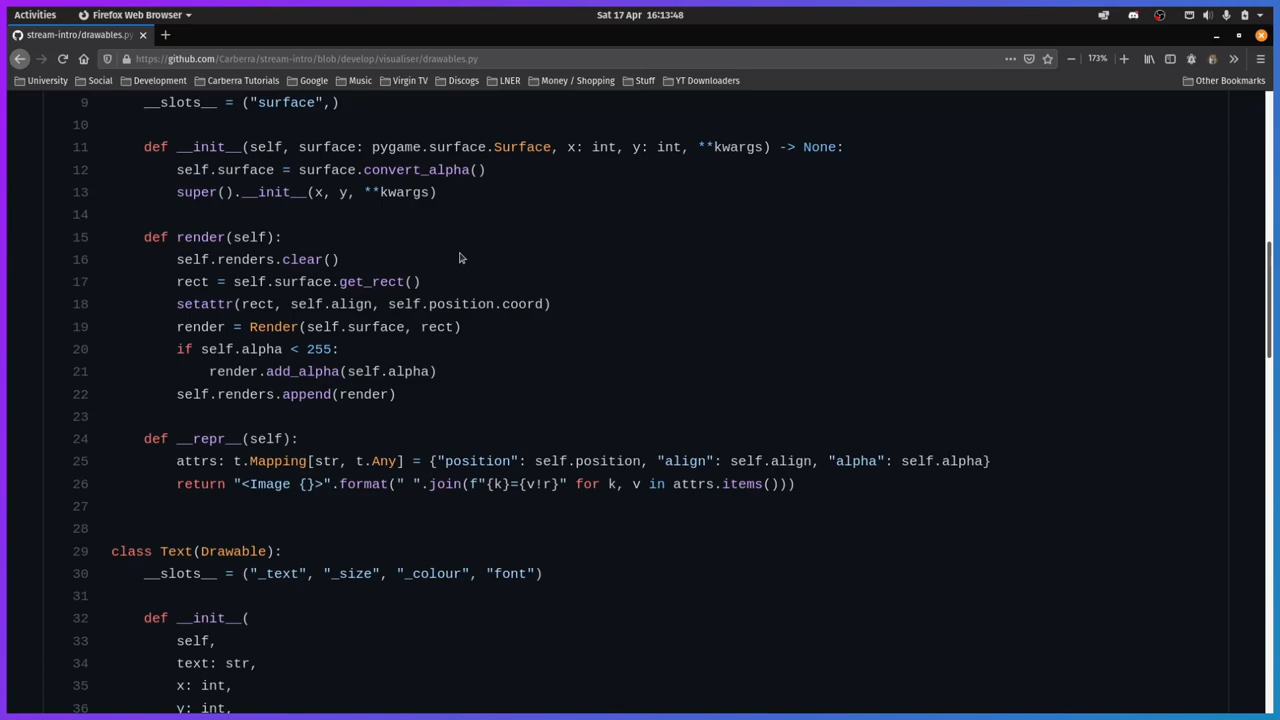 Activities Firefox Web Browser Sat 17 Apr 16:13:48
stream-intro/drawables.py
https://github.com/Carberra/stream-intro/blob/develop/visualiser/drawables.py 173%
University Social Development Carberra Tutorials Google Music Virgin TV Discogs LNER Money / Shopping Stuff YT Downloaders Other Bookmarks
9 __slots__ = ("surface",)
10
11 def __init__(self, surface: pygame.surface.Surface, x: int, y: int, **kwargs) -> None:
12 self.surface = surface.convert_alpha()
13 super().__init__(x, y, **kwargs)
14
15 def render(self):
16 self.renders.clear()
17 rect = self.surface.get_rect()
18 setattr(rect, self.align, self.position.coord)
19 render = Render(self.surface, rect)
20 if self.alpha < 255:
21 render.add_alpha(self.alpha)
22 self.renders.append(render)
23
24 def __repr__(self):
25 attrs: t.Mapping[str, t.Any] = {"position": self.position, "align": self.align, "alpha": self.alpha}
26 return "<Image {}>".format(" ".join(f"{k}={v!r}" for k, v in attrs.items()))
27
28
29 class Text(Drawable):
30 __slots__ = ("_text", "_size", "_colour", "font")
31
32 def __init__(
33 self,
34 text: str,
35 x: int,
36 y: int,